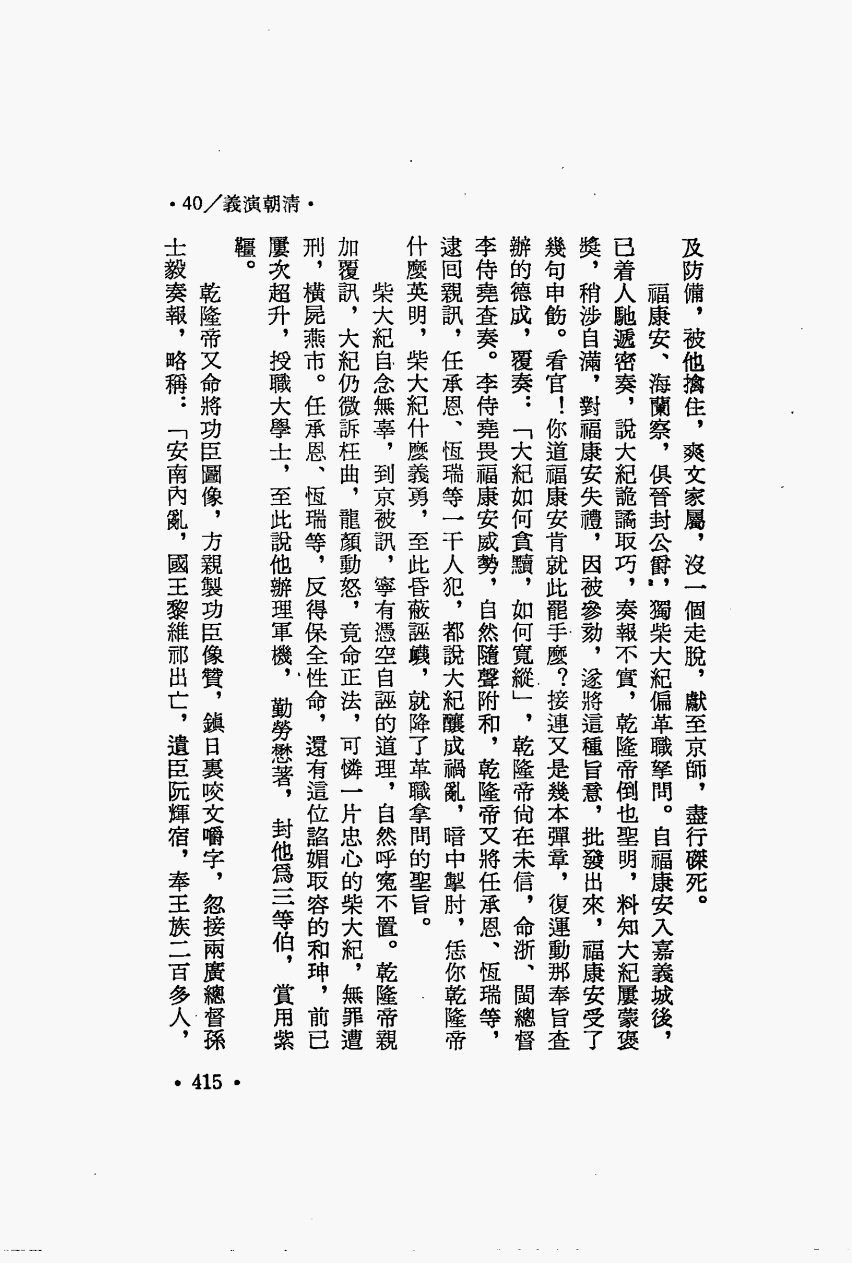 •40／義演朝清•
及防備，被他擒住，爽文家屬，沒一個走脫，獻至京師，盡行磔死。
福康安、海蘭察，俱晉封公爵，獨柴大紀偏革職拏問。自福康安入嘉義城後，
已着人馳遞密奏，說大紀詭譎取巧，奏報不實，乾隆帝倒也聖明，料知大紀屢蒙褒
獎，稍涉自滿，對福康安失禮，因被參劾，遂將這種旨意，批發出來，福康安受了
幾句申飭。看官！你道福康安肯就此罷手麼？接連又是幾本彈章，復運動那奉旨查
辦的德成，覆奏：「大紀如何貪黷，如何寬縱」，乾隆帝尙在未信，命浙、閩總督
李侍堯查奏。李侍堯畏福康安威勢，自然隨聲附和，乾隆帝又將任承恩、恆瑞等，
逮回親訊，任承恩、恆瑞等一干人犯，都說大紀釀成禍亂，暗中掣肘，恁你乾隆帝
什麼英明，柴大紀什麼義勇，至此昏蔽誣衊，就降了革職拿問的聖旨。
柴大紀自念無辜，到京被訊，寧有憑空自誣的道理，自然呼冤不置。乾隆帝親
加覆訊，大紀仍微訴枉曲，龍顏動怒，竟命正法，可憐一片忠心的柴大紀，無罪遭
刑，橫屍燕市。任承恩、恆瑞等，反得保全性命，還有這位諂媚取容的和珅，前已
屢次超升，授職大學士，至此說他辦理軍機，勤勞懋著，封他爲三等伯，賞用紫
韁。
乾隆帝又命將功臣圖像，方親製功臣像贊，鎮日裏咬文嚼字，忽接兩廣總督孫
士毅奏報，略稱：「安南內亂，國王黎維祁出亡，遺臣阮輝宿，奉王族二百多人，
•415•